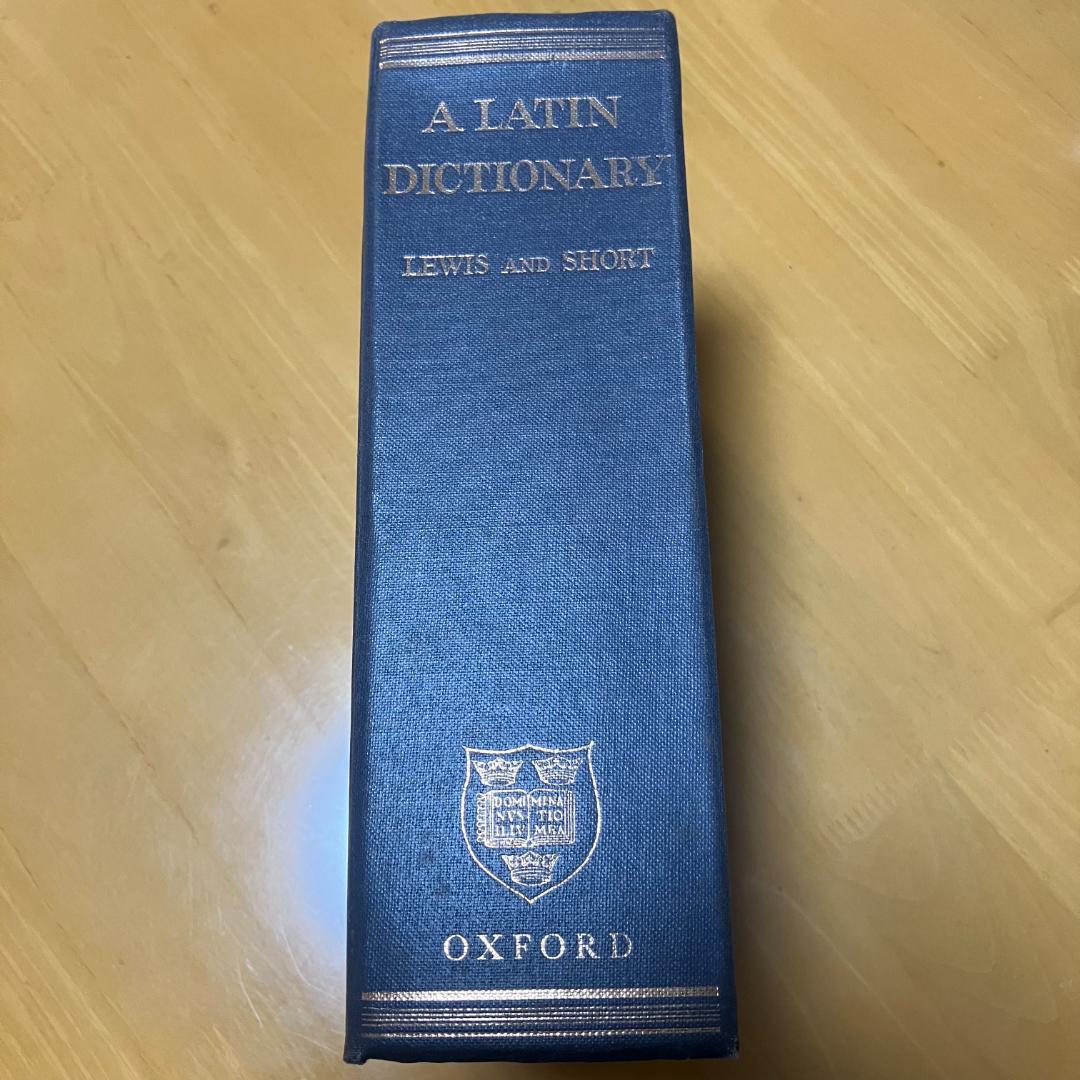 A LATIN
DICTIONARY
LEWIS AND SHORT
DOMI MINA
NVS TIO
ILLV MEA
OXFORD